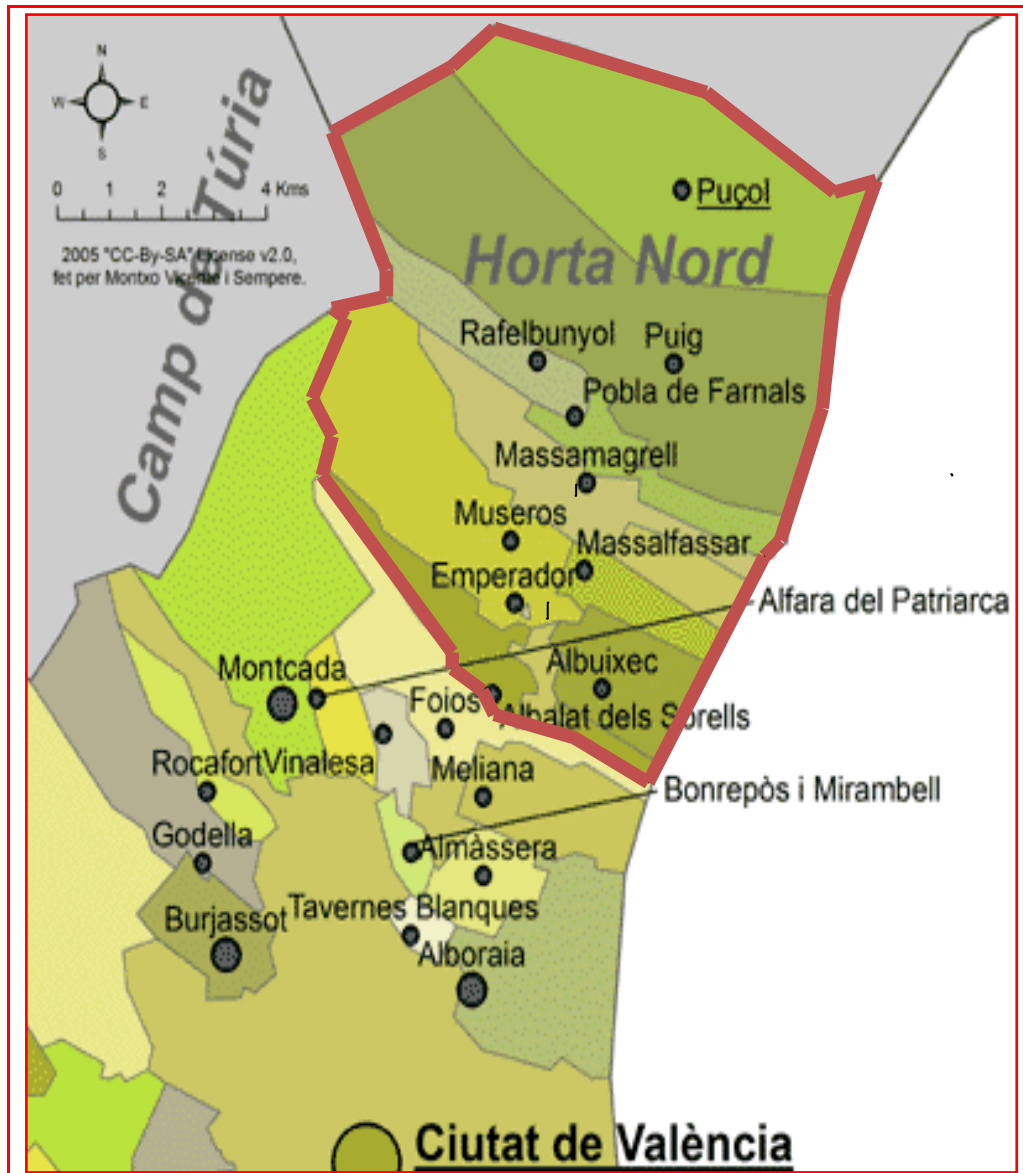 N
W E
S
0 1 2 4 Kms
2005 "CC-By-SA" License v2.0,
fet per Montxo Vicente i Sempere.
Camp de Túria
Puçol
Horta Nord
Rafelbunyol
Puig
Pobla de Farnals
Massamagrell
Museros
Massalfassar
Emperador
Alfara del Patriarca
Albuixec
Montcada
Foios
Albalat dels Sorells
Rocafort
Vinalesa
Meliana
Bonrepòs i Mirambell
Godella
Almàssera
Tavernes Blanques
Burjassot
Alboraia
Ciutat de València